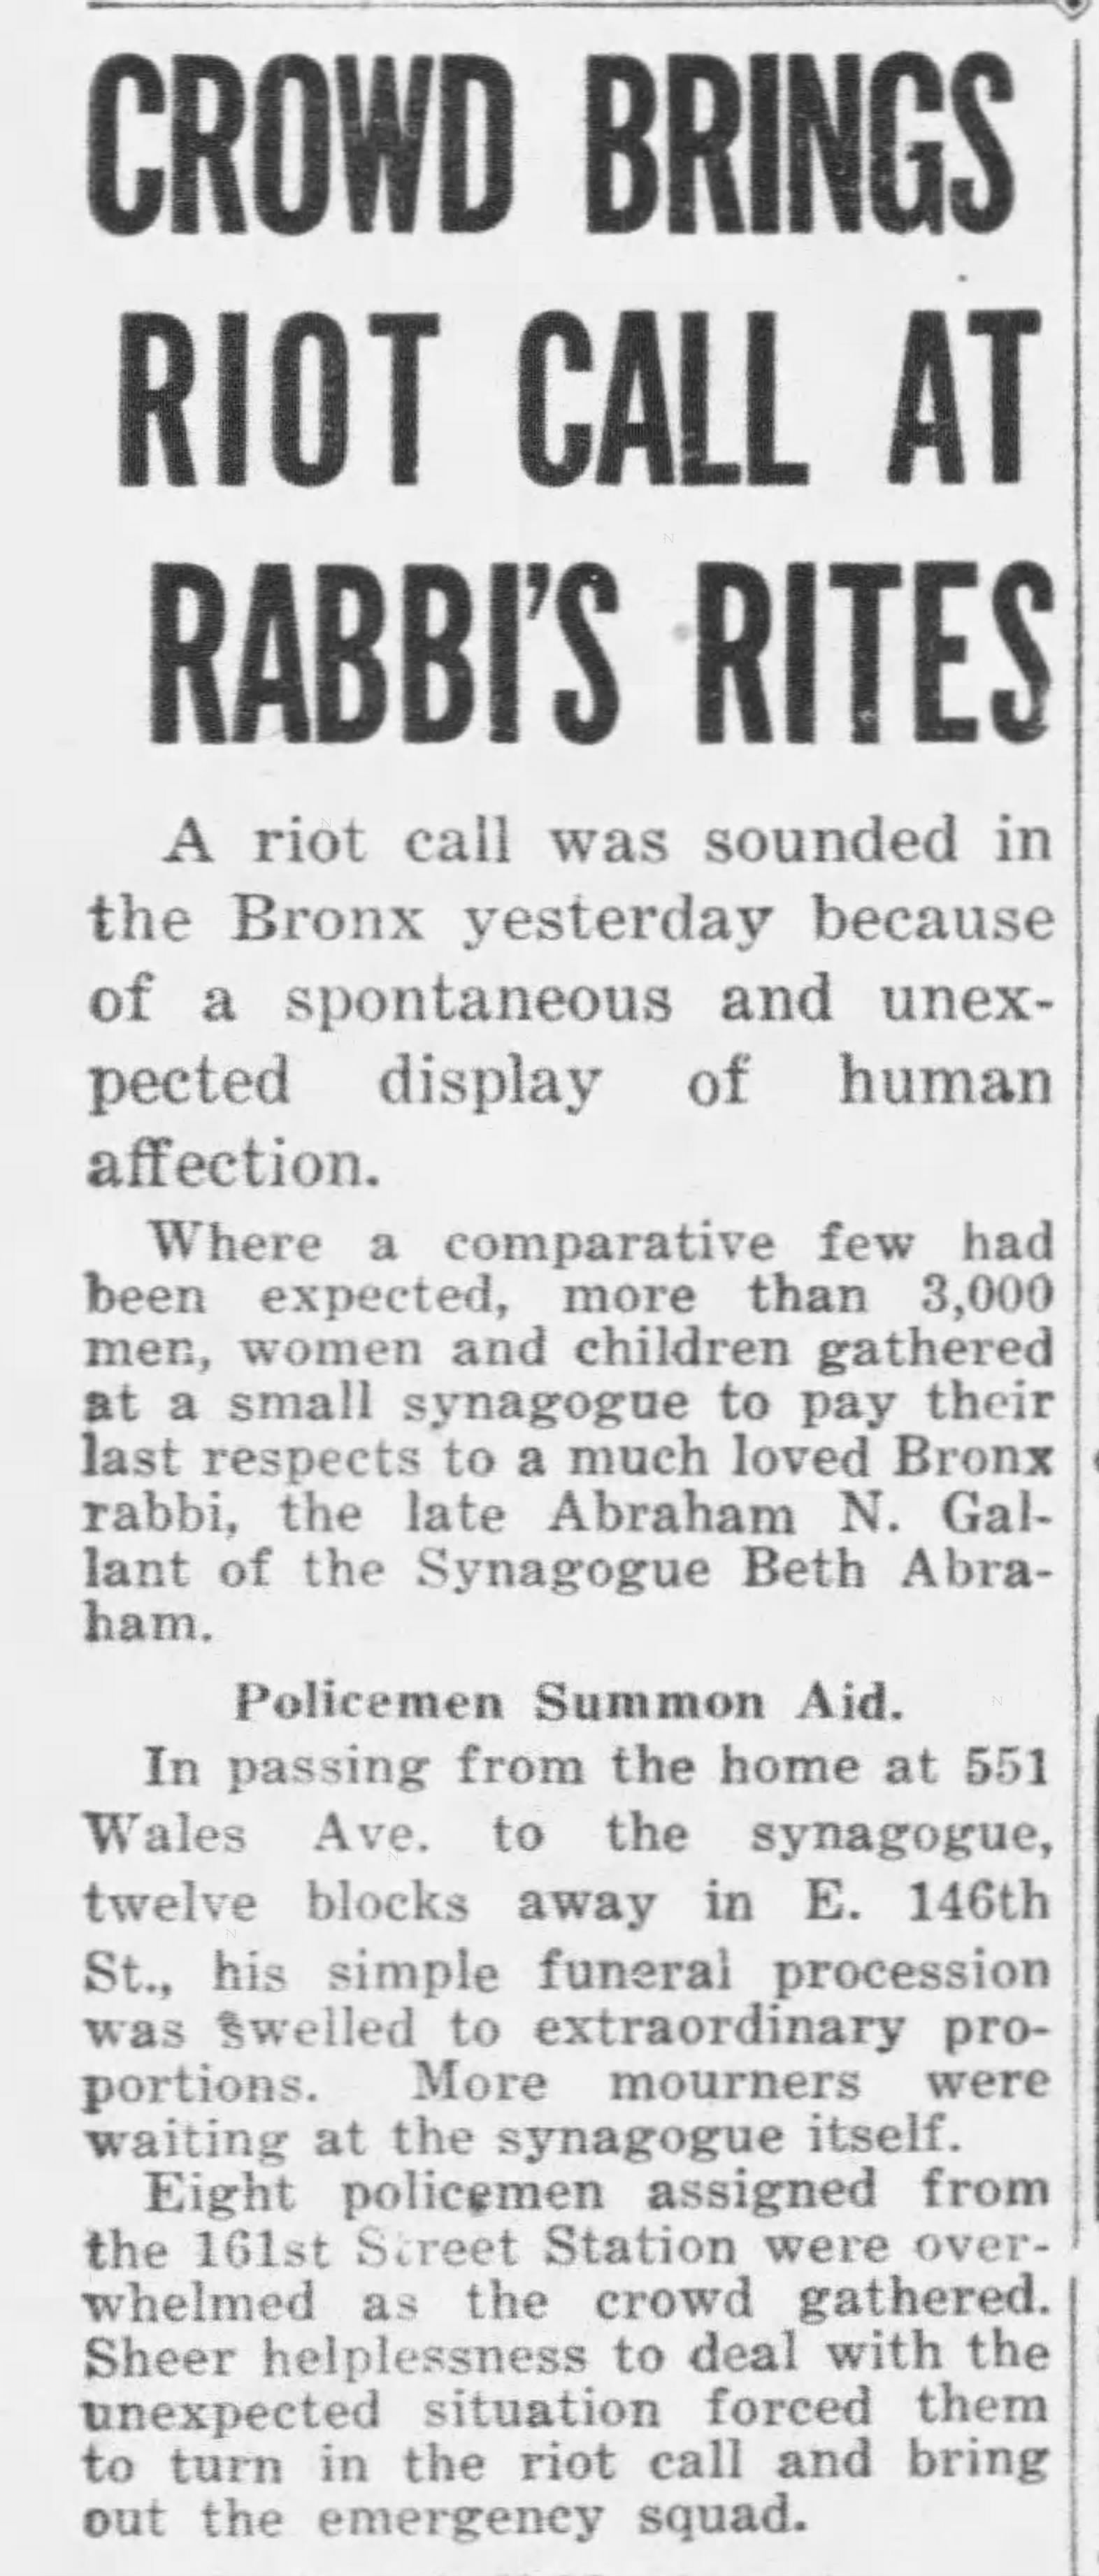 CROWD BRINGS
RIOT CALL AT
RABBI'S RITES
A riot call was sounded in
the Bronx yesterday because
of a spontaneous and unex-
pected display of human
affection.
Where a comparative few had
been expected, more than 3,000
men, women and children gathered
at a small synagogue to pay their
last respects to a much loved Bronx
rabbi, the late Abraham N. Gal-
lant of the Synagogue Beth Abra-
ham.
Policemen Summon Aid.
In passing from the home at 551
Wales Ave. to the synagogue,
twelve blocks away in E. 146th
St., his simple funeral procession
was swelled to extraordinary pro-
portions. More mourners were
waiting at the synagogue itself.
Eight policemen assigned from
the 161st Street Station were over-
whelmed as the crowd gathered.
Sheer helplessness to deal with the
unexpected situation forced them
to turn in the riot call and bring
out the emergency squad.